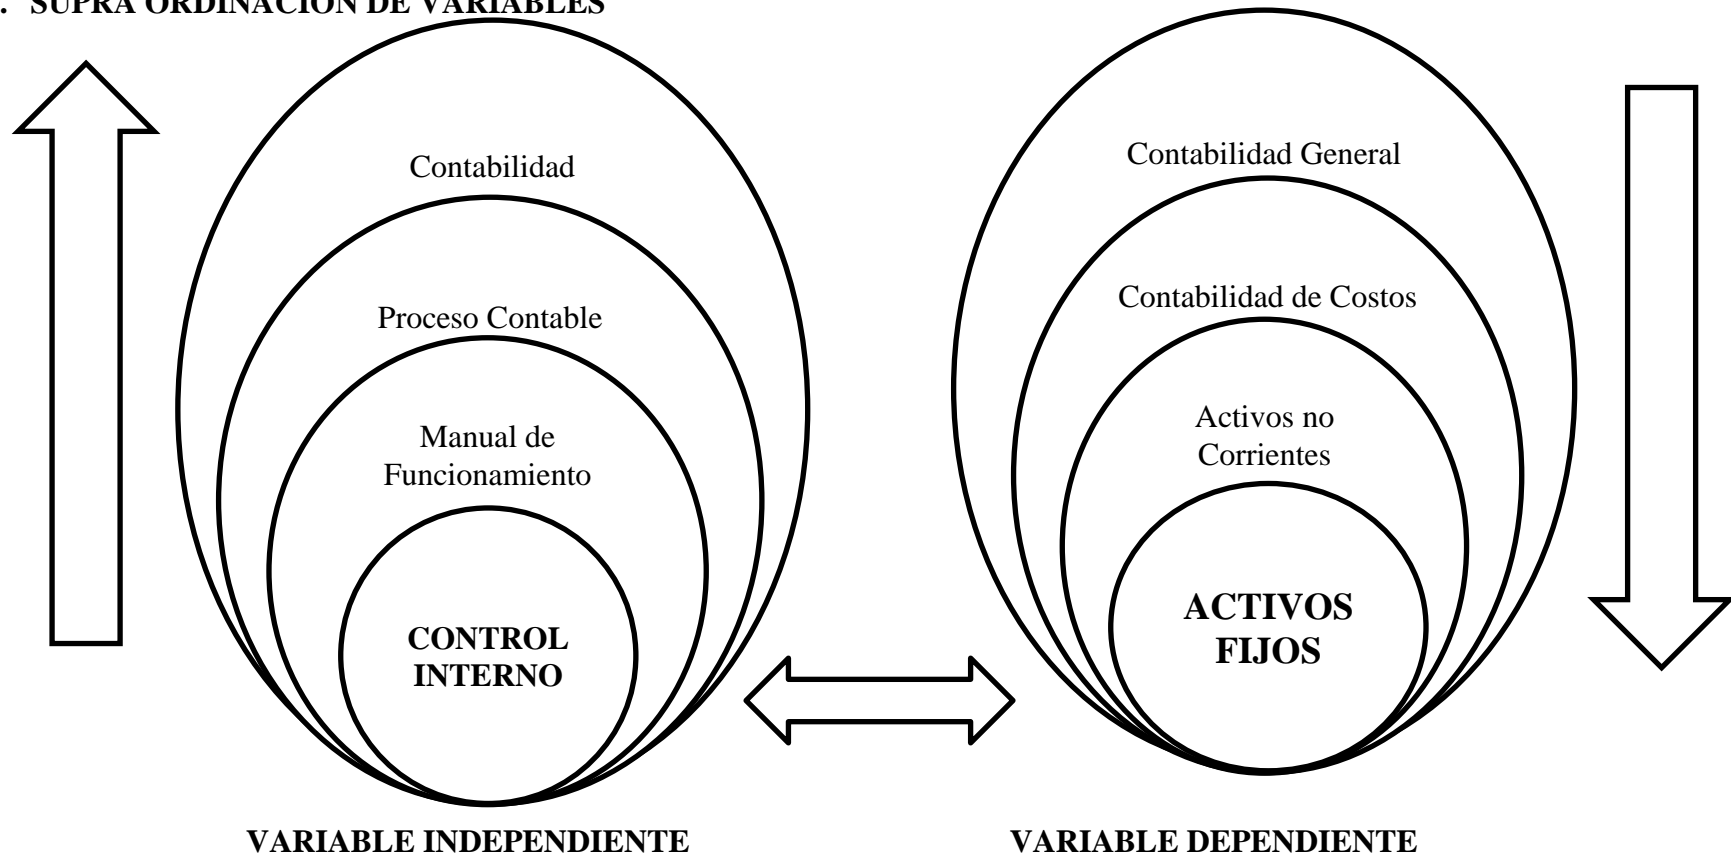 . SUPRA ORDINACIÓN DE VARIABLES
Contabilidad
Proceso Contable
Manual de
Funcionamiento
CONTROL
INTERNO
VARIABLE INDEPENDIENTE
Contabilidad General
Contabilidad de Costos
Activos no
Corrientes
ACTIVOS
FIJOS
VARIABLE DEPENDIENTE